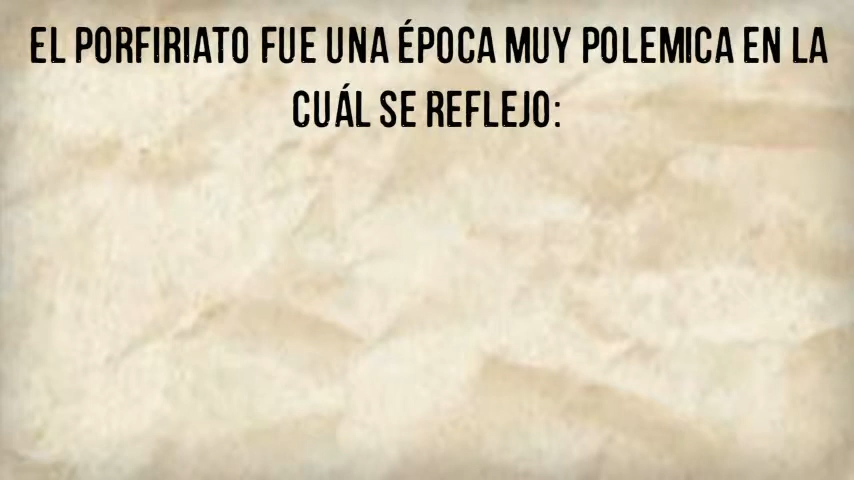 EL PORFIRIATO FUE UNA ÉPOCA MUY POLEMICA EN LA
CUÁL SE REFLEJO: